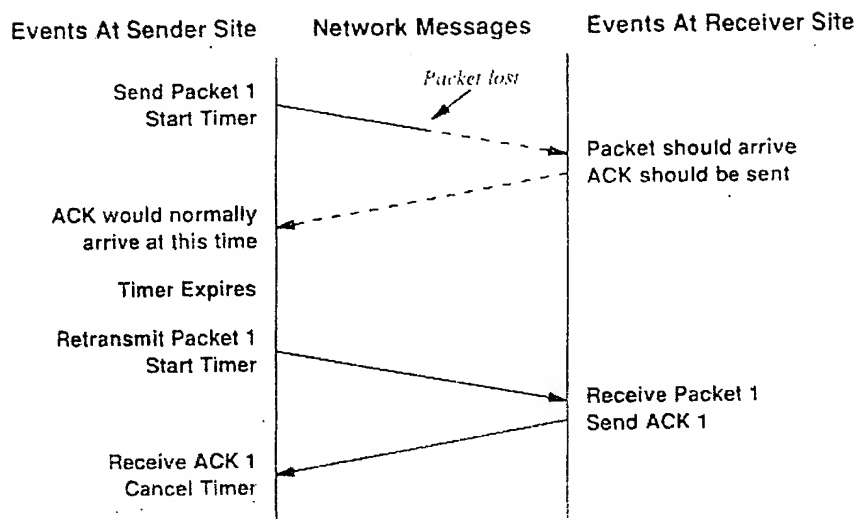 Events At Sender Site
Network Messages
Events At Receiver Site
Packet lost
Send Packet 1
Start Timer
Packet should arrive
ACK should be sent
ACK would normally
arrive at this time
Timer Expires
Retransmit Packet 1
Start Timer
Receive Packet 1
Send ACK 1
Receive ACK 1
Cancel Timer